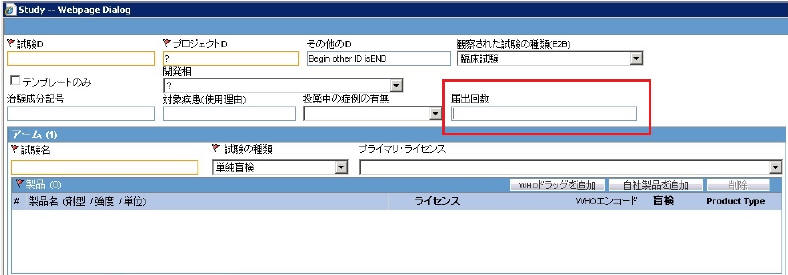 Study -- Webpage Dialog
試験ID プロジェクトID その他のID 観察された試験の種類(E2B)
? Begin other ID isEND 臨床試験
テンプレートのみ 開発相
?
治験成分記号 対象疾患(使用理由) 投薬中の症例の有無 届出回数
アーム (1)
試験名 試験の種類 プライマリ・ライセンス
単純盲検
製品 (0) WHOドラッグを追加 自社製品を追加 削除
# 製品名 (剤型 / 強度 / 単位) ライセンス WHOエンコード 盲検 Product Type